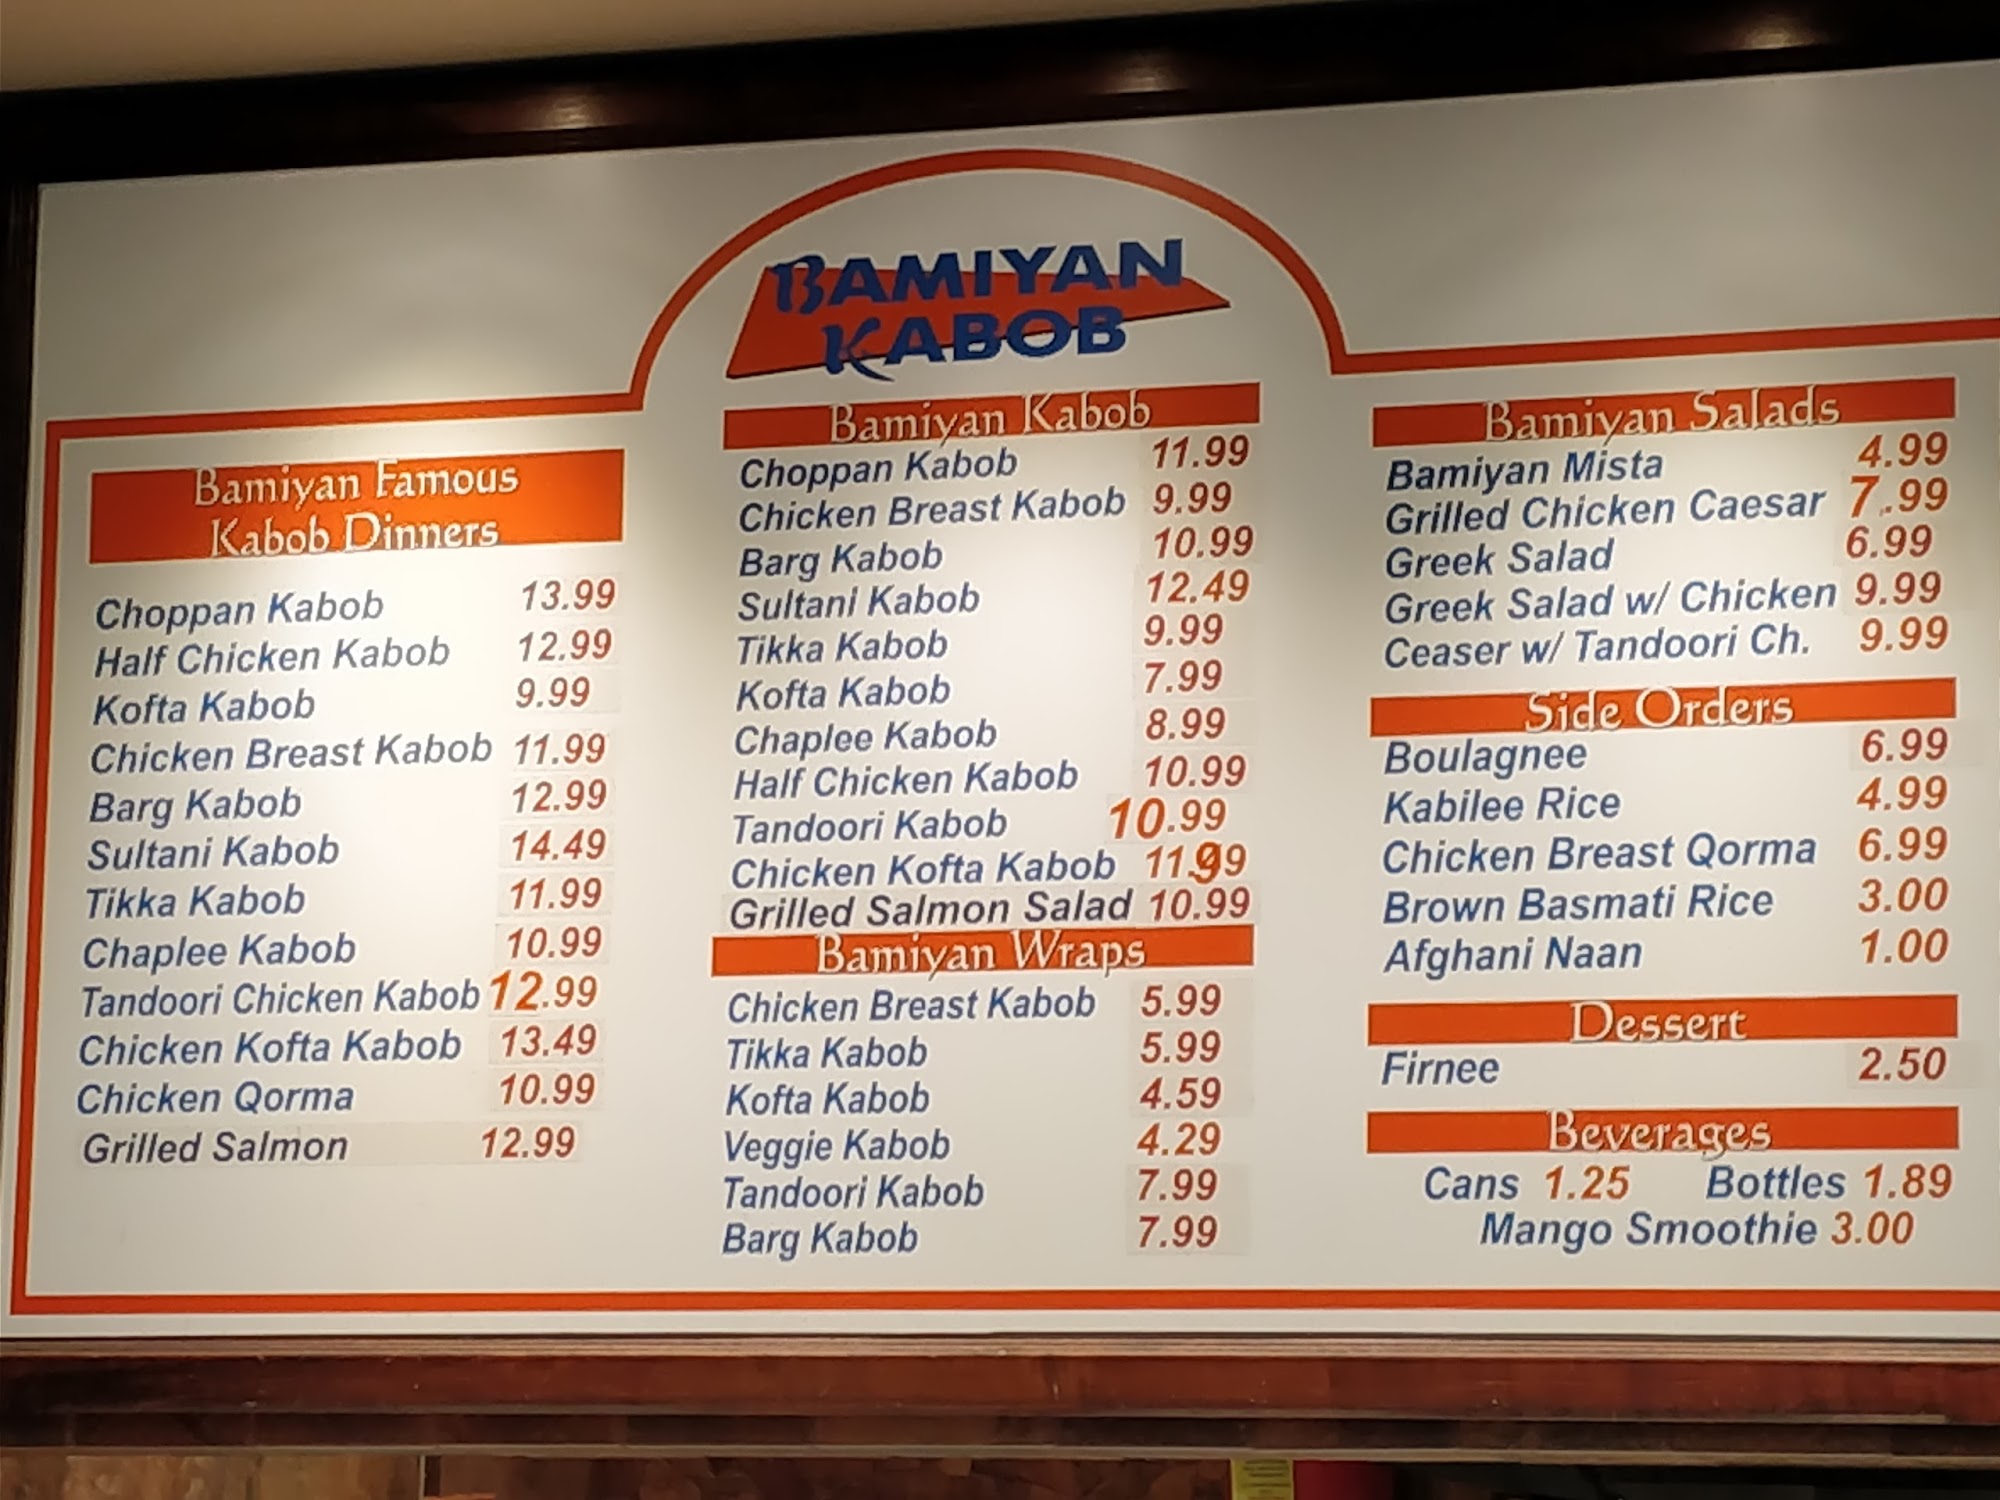 BAMIYAN
KABOB
Bamiyan Famous
Kabob Dinners
Choppan Kabob 13.99
Half Chicken Kabob 12.99
Kofta Kabob 9.99
Chicken Breast Kabob 11.99
Barg Kabob 12.99
Sultani Kabob 14.49
Tikka Kabob 11.99
Chaplee Kabob 10.99
Tandoori Chicken Kabob 12.99
Chicken Kofta Kabob 13.49
Chicken Qorma 10.99
Grilled Salmon 12.99
Bamiyan Kabob
Choppan Kabob 11.99
Chicken Breast Kabob 9.99
Barg Kabob 10.99
Sultani Kabob 12.49
Tikka Kabob 9.99
Kofta Kabob 7.99
Chaplee Kabob 8.99
Half Chicken Kabob 10.99
Tandoori Kabob 10.99
Chicken Kofta Kabob 11.99
Grilled Salmon Salad 10.99
Bamiyan Wraps
Chicken Breast Kabob 5.99
Tikka Kabob 5.99
Kofta Kabob 4.59
Veggie Kabob 4.29
Tandoori Kabob 7.99
Barg Kabob 7.99
Bamiyan Salads
Bamiyan Mista 4.99
Grilled Chicken Caesar 7.99
Greek Salad 6.99
Greek Salad w/ Chicken 9.99
Ceaser w/ Tandoori Ch. 9.99
Side Orders
Boulagnee 6.99
Kabilee Rice 4.99
Chicken Breast Qorma 6.99
Brown Basmati Rice 3.00
Afghani Naan 1.00
Dessert
Firnee 2.50
Beverages
Cans 1.25 Bottles 1.89
Mango Smoothie 3.00